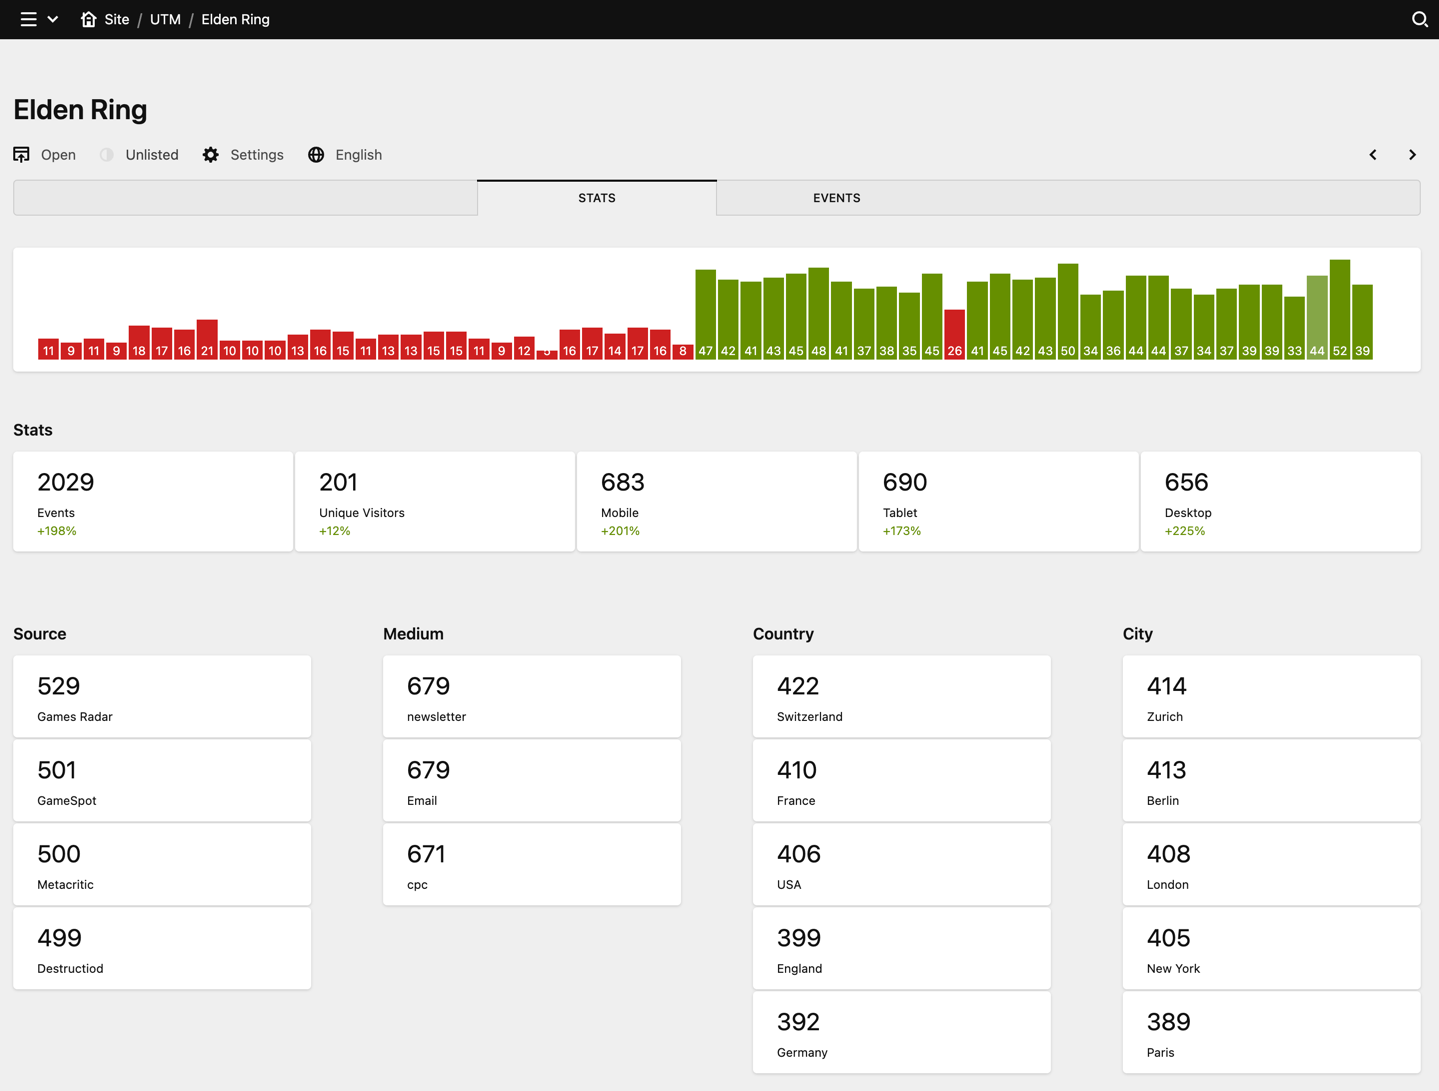 Site / UTM / Elden Ring
Elden Ring
Open Unlisted Settings English
STATS EVENTS
11 9 11 9 18 17 16 21 10 10 10 13 16 15 11 13 13 15 15 11 9 12 16 17 14 17 16 8 47 42 41 43 45 48 41 37 38 35 45 26 41 45 42 43 50 34 36 44 44 37 34 37 39 39 33 44 52 39
Stats
2029 201 683 690 656
Events Unique Visitors Mobile Tablet Desktop
+198% +12% +201% +173% +225%
Source Medium Country City
529 679 422 414
Games Radar newsletter Switzerland Zurich
501 679 410 413
GameSpot Email France Berlin
500 671 406 408
Metacritic cpc USA London
499 399 405
Destructiod England New York
392 389
Germany Paris